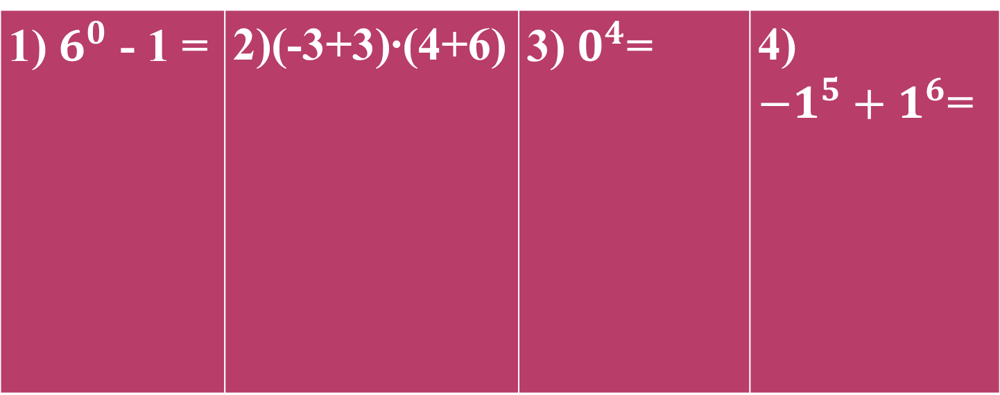 1) 6⁰ - 1 =
2)(-3+3)·(4+6)
3) 0⁴=
4)
−1⁵ + 1⁶=